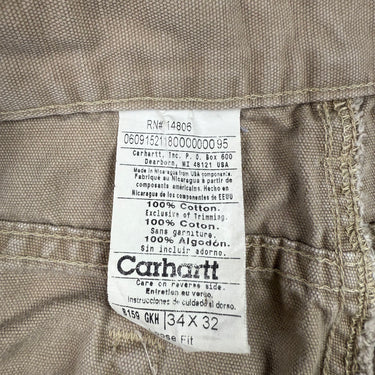 RN# 14806
0609152118000000095
Carhartt, Inc. P. O. Box 600
Dearborn, MI 48121 USA
Made in Nicaragua from USA components.
Fabriqué au Nicaragua à partir de
composants américains. Hecho en
Nicaragua de los componentes de EEUU
100% Cotton.
Exclusive of Trimming.
100% Coton.
Sans garniture.
100% Algodón.
Sin incluir adorno.
Carhartt
Care on reverse side.
Entretien au verso.
Instrucciones de cuidado al dorso.
B159 GKH 34 X 32
Fit